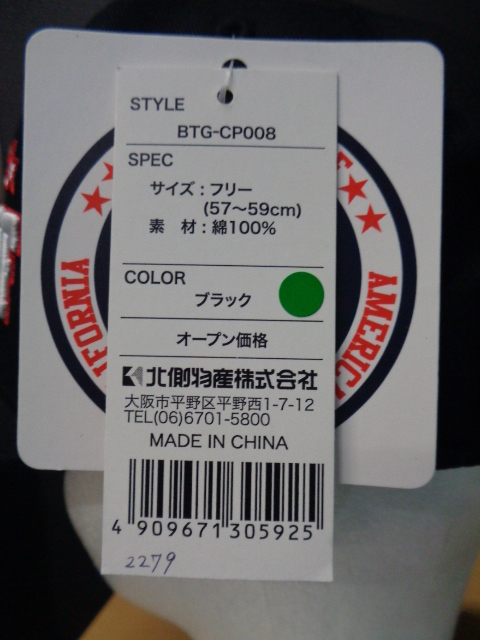 STYLE
BTG-CP008
SPEC
サイズ：フリー
(57～59cm)
素 材：綿100%
COLOR
ブラック
オープン価格
北側物産株式会社
大阪市平野区平野西1-7-12
TEL(06)6701-5800
MADE IN CHINA
4 909671 305925
2279
IFORNIA
AMERICA